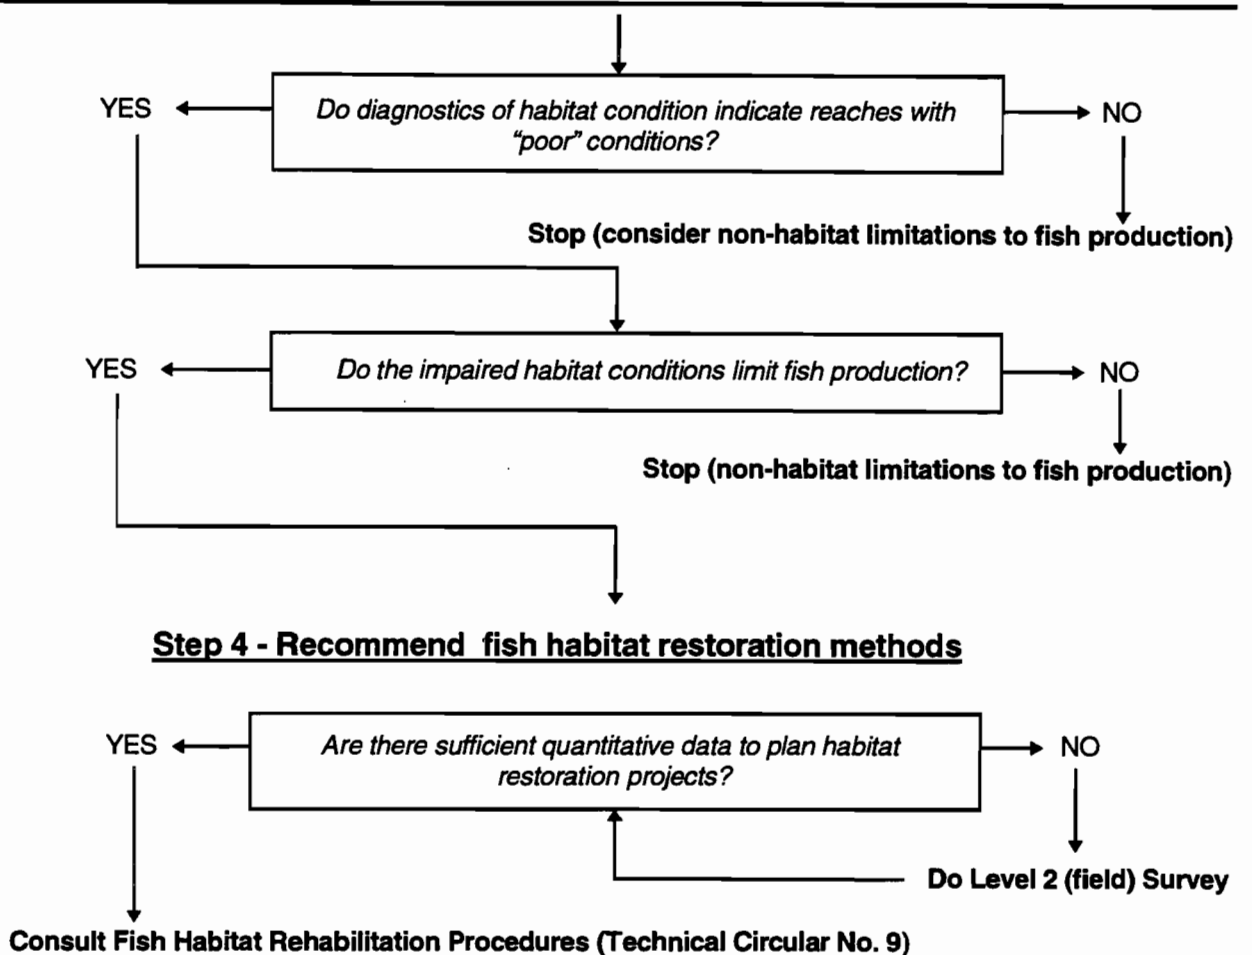 YES
Do diagnostics of habitat condition indicate reaches with
"poor" conditions?
NO
Stop (consider non-habitat limitations to fish production)
YES
Do the impaired habitat conditions limit fish production?
NO
Stop (non-habitat limitations to fish production)
Step 4 - Recommend fish habitat restoration methods
YES
Are there sufficient quantitative data to plan habitat
restoration projects?
NO
Do Level 2 (field) Survey
Consult Fish Habitat Rehabilitation Procedures (Technical Circular No. 9)